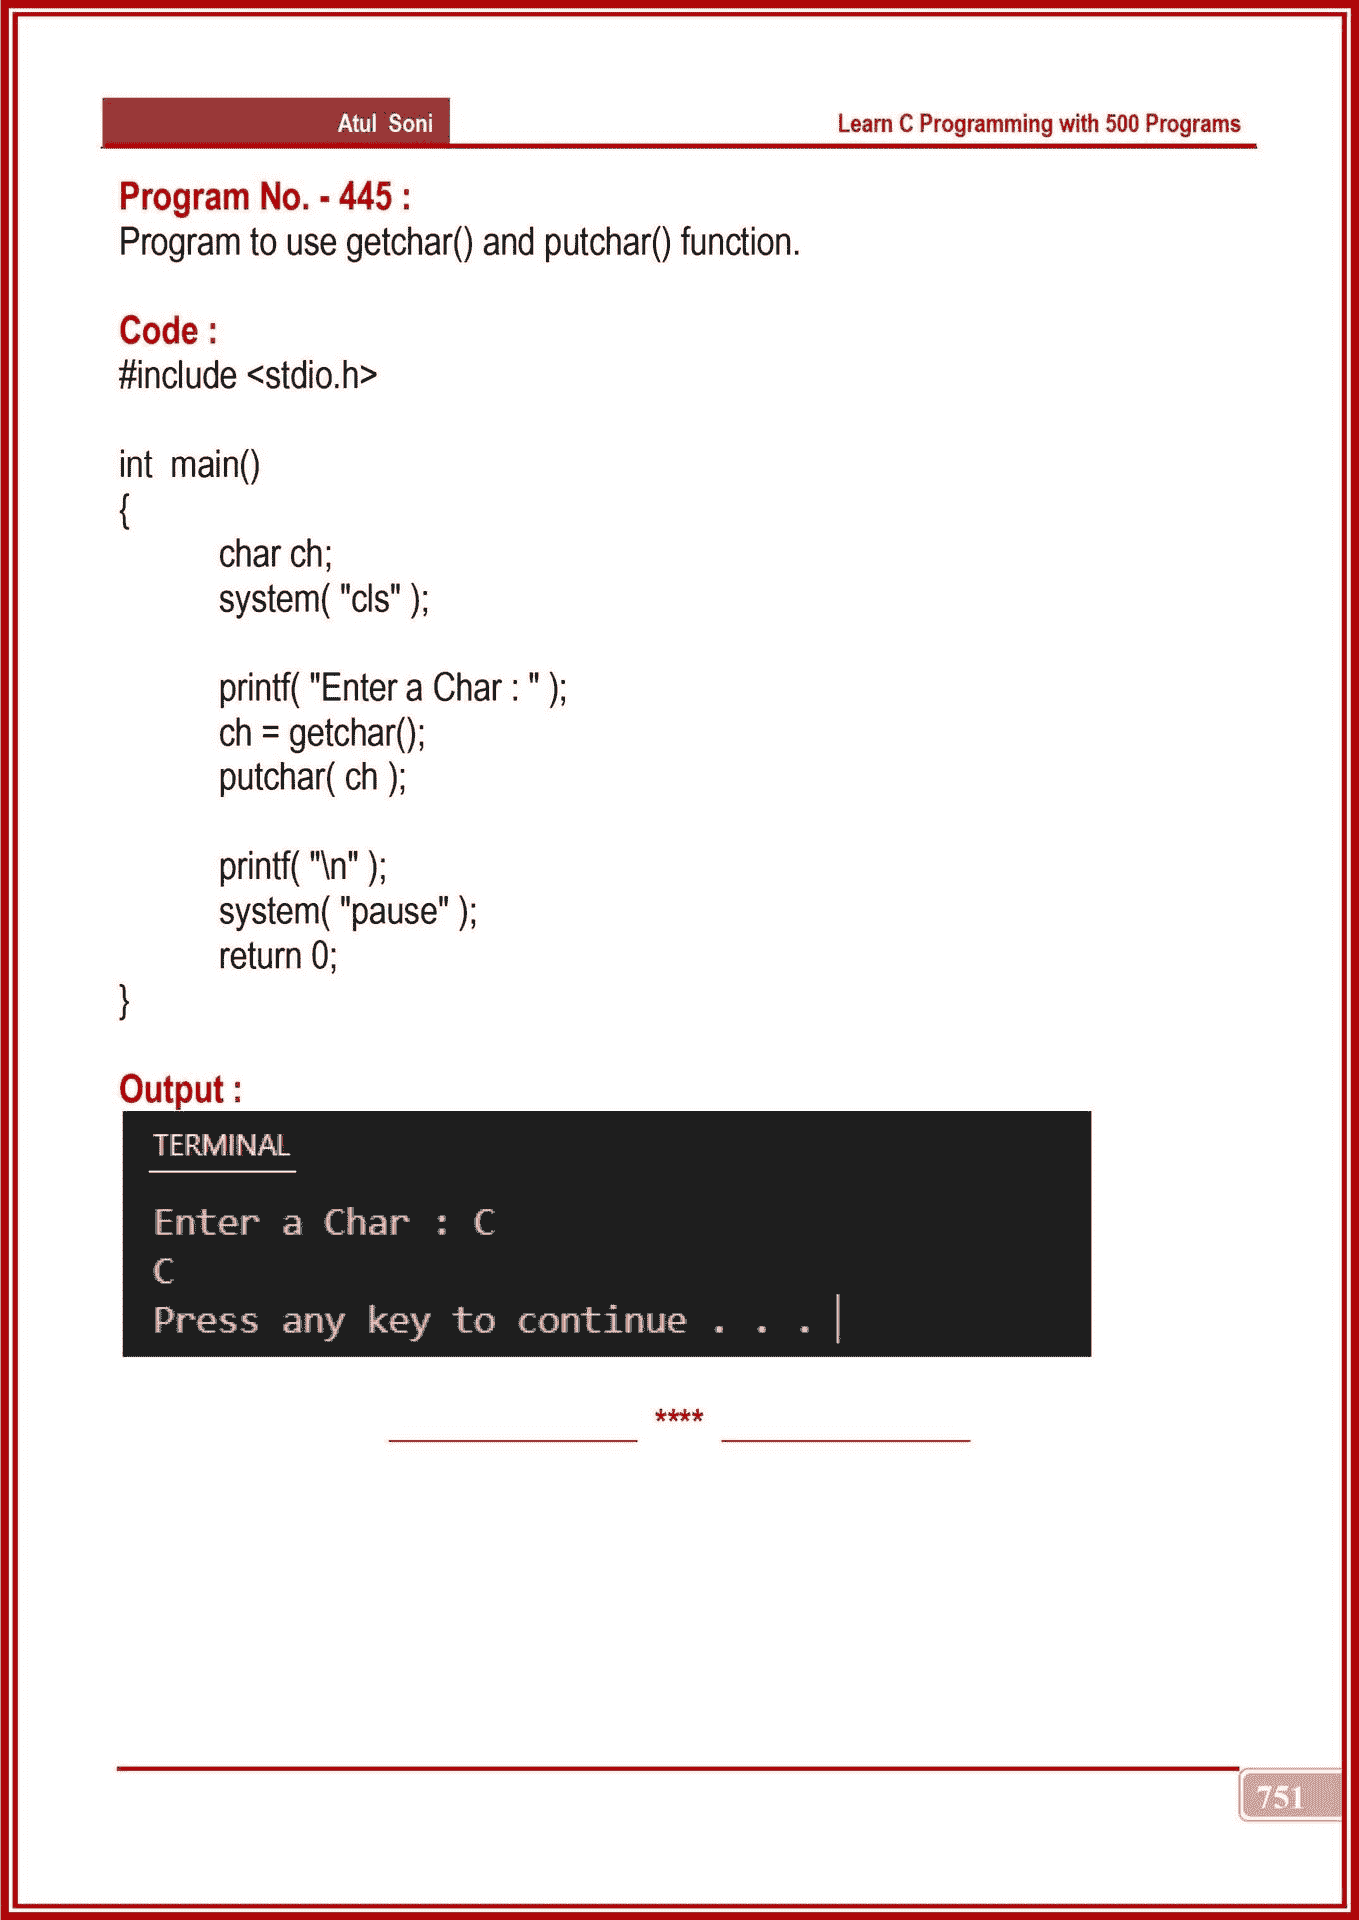 Atul  Soni
Learn C Programming with 500 Programs
Program No. - 445 :
Program to use getchar() and putchar() function.
Code :
#include <stdio.h>
int  main()
{
char ch;
system( "cls" );
printf( "Enter a Char : " );
ch = getchar();
putchar( ch );
printf( "\n" );
system( "pause" );
return 0;
}
Output :
TERMINAL
Enter a Char : C
C
Press any key to continue . . .
****
751